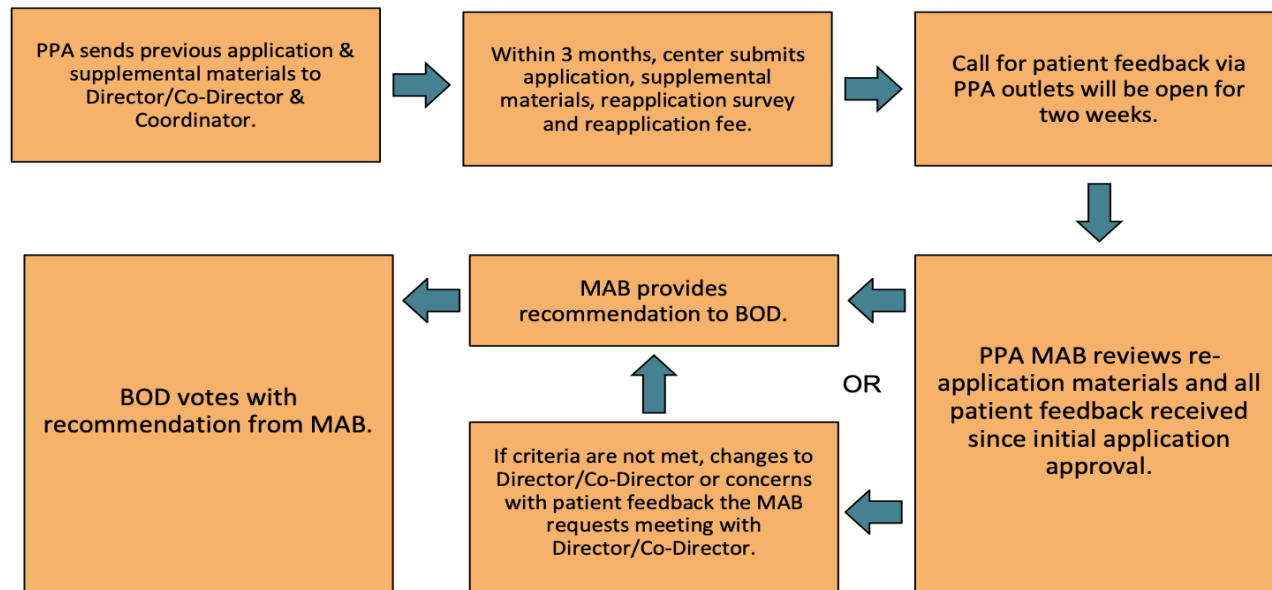 PPA sends previous application &
supplemental materials to
Director/Co-Director &
Coordinator.
Within 3 months, center submits
application, supplemental
materials, reapplication survey
and reapplication fee.
Call for patient feedback via
PPA outlets will be open for
two weeks.
PPA MAB reviews re-
application materials and all
patient feedback received
since initial application
approval.
OR
MAB provides
recommendation to BOD.
If criteria are not met, changes to
Director/Co-Director or concerns
with patient feedback the MAB
requests meeting with
Director/Co-Director.
BOD votes with
recommendation from MAB.